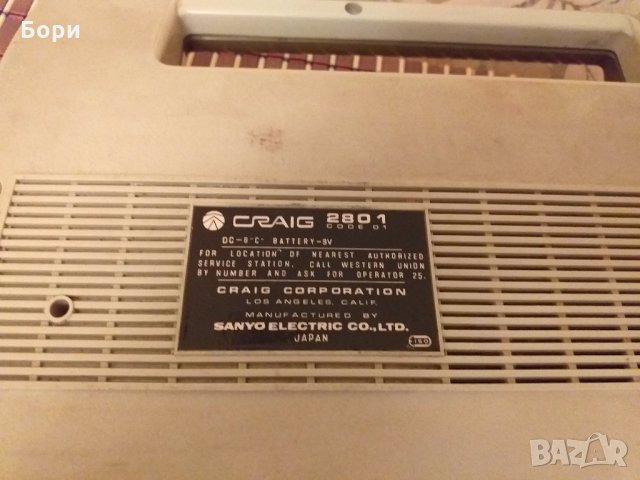 Бори
CRAIG 2801
CODE 01
DC-6"C" BATTERY-9V
FOR LOCATION OF NEAREST AUTHORIZED
SERVICE STATION, CALL WESTERN UNION
BY NUMBER AND ASK FOR OPERATOR 25.
CRAIG CORPORATION
LOS ANGELES, CALIF.
MANUFACTURED BY
SANYO ELECTRIC CO., LTD.
JAPAN
BAZAR